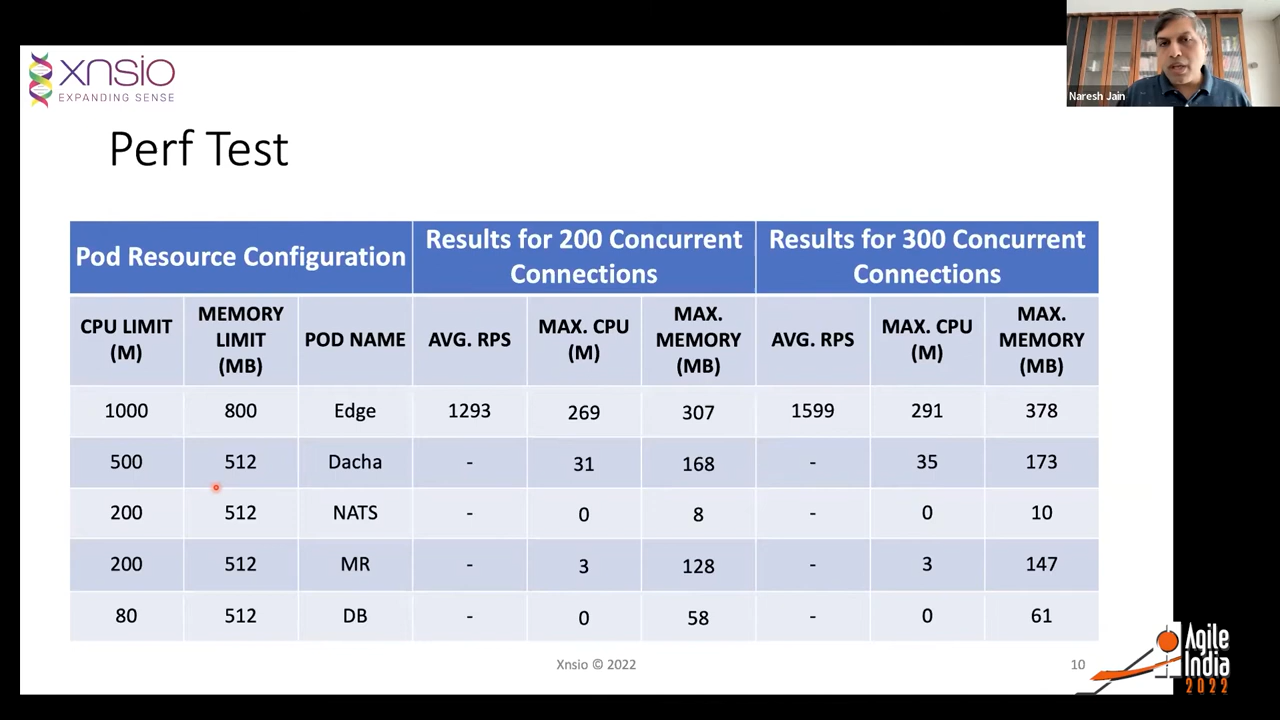 xnsio
EXPANDING SENSE
Naresh Jain
Perf Test
Pod Resource Configuration
Results for 200 Concurrent
Connections
Results for 300 Concurrent
Connections
CPU LIMIT
(M)
MEMORY
LIMIT
(MB)
POD NAME
AVG. RPS
MAX. CPU
(M)
MAX.
MEMORY
(MB)
AVG. RPS
MAX. CPU
(M)
MAX.
MEMORY
(MB)
1000 800 Edge 1293 269 307 1599 291 378
500 512 Dacha - 31 168 - 35 173
200 512 NATS - 0 8 - 0 10
200 512 MR - 3 128 - 3 147
80 512 DB - 0 58 - 0 61
Xnsio © 2022
10
Agile
India
2022